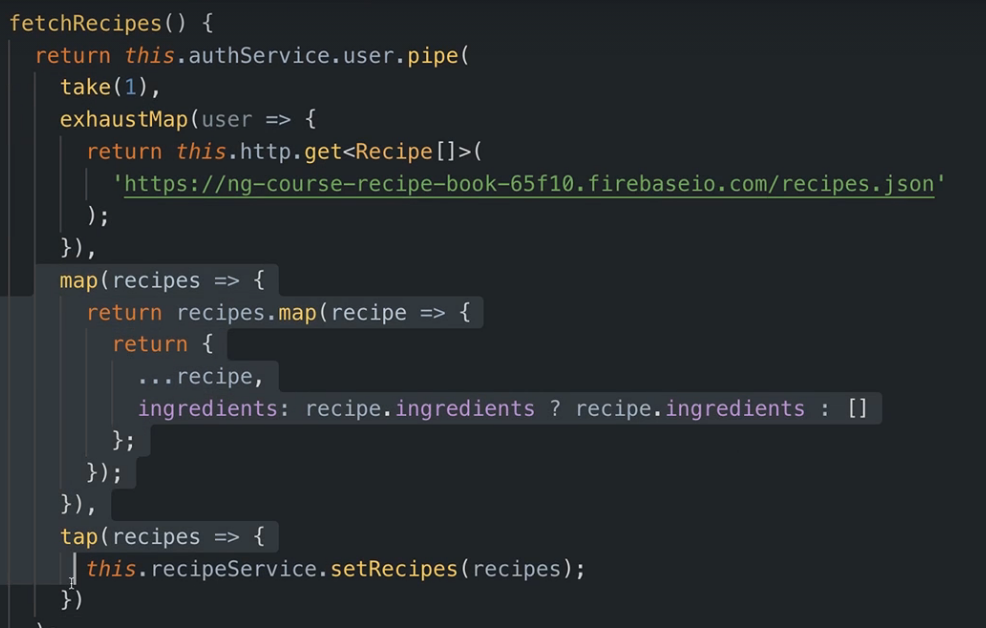 fetchRecipes() {
return this.authService.user.pipe(
take(1),
exhaustMap(user => {
return this.http.get<Recipe[]>(
'https://ng-course-recipe-book-65f10.firebaseio.com/recipes.json'
);
}),
map(recipes => {
return recipes.map(recipe => {
return {
...recipe,
ingredients: recipe.ingredients ? recipe.ingredients : []
};
});
}),
tap(recipes => {
this.recipeService.setRecipes(recipes);
})